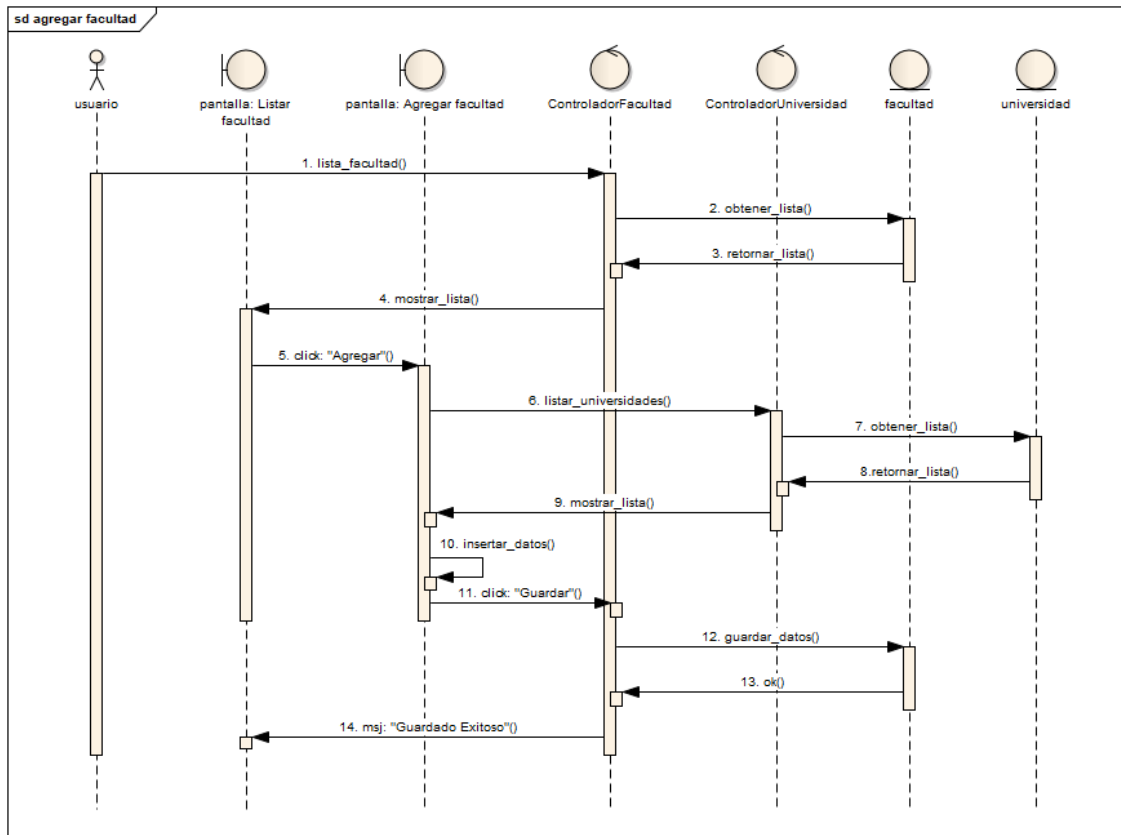 sd agregar facultad
usuario
pantalla: Listar
facultad
pantalla: Agregar facultad
ControladorFacultad
ControladorUniversidad
facultad
universidad
1. lista_facultad()
2. obtener_lista()
3. retornar_lista()
4. mostrar_lista()
5. click: "Agregar"()
6. listar_universidades()
7. obtener_lista()
8.retornar_lista()
9. mostrar_lista()
10. insertar_datos()
11. click: "Guardar"()
12. guardar_datos()
13. ok()
14. msj: "Guardado Exitoso"()